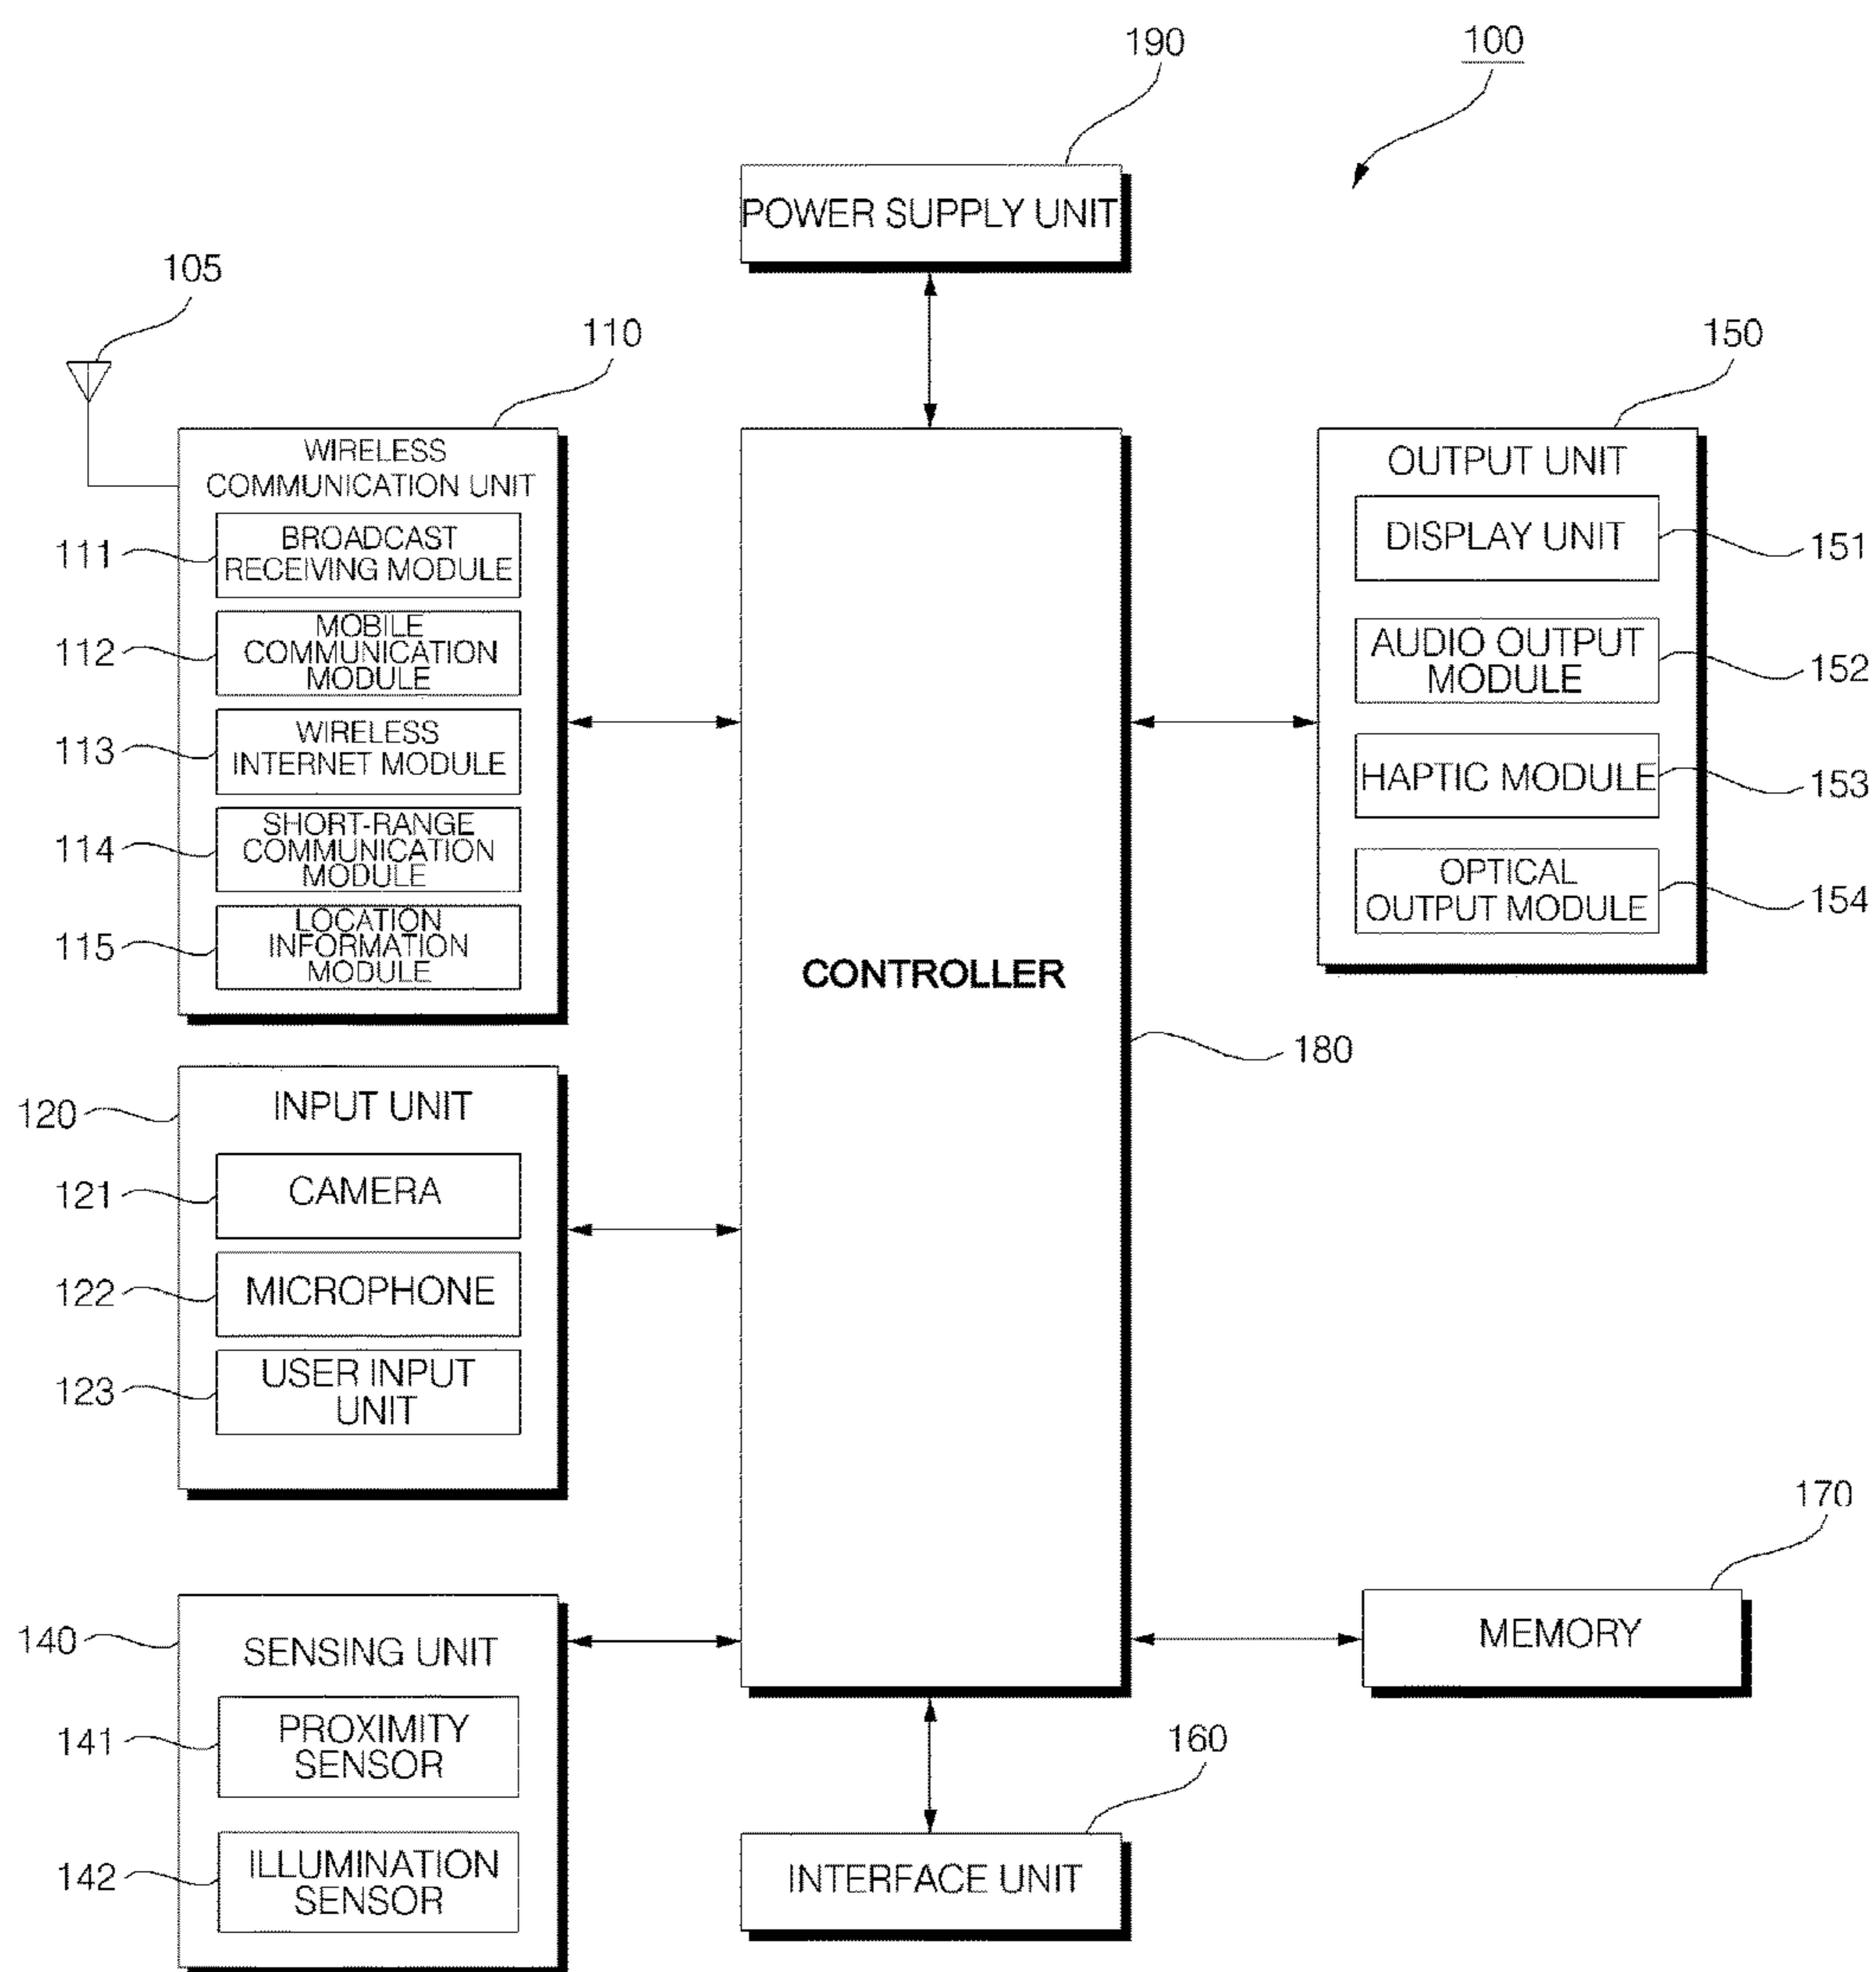 190
100
POWER SUPPLY UNIT
105
110
150
WIRELESS
COMMUNICATION UNIT
111
BROADCAST
RECEIVING MODULE
112
MOBILE
COMMUNICATION
MODULE
113
WIRELESS
INTERNET MODULE
114
SHORT-RANGE
COMMUNICATION
MODULE
115
LOCATION
INFORMATION
MODULE
CONTROLLER
180
OUTPUT UNIT
DISPLAY UNIT
151
AUDIO OUTPUT
MODULE
152
HAPTIC MODULE
153
OPTICAL
OUTPUT MODULE
154
120
INPUT UNIT
121
CAMERA
122
MICROPHONE
123
USER INPUT
UNIT
170
MEMORY
140
SENSING UNIT
141
PROXIMITY
SENSOR
142
ILLUMINATION
SENSOR
160
INTERFACE UNIT